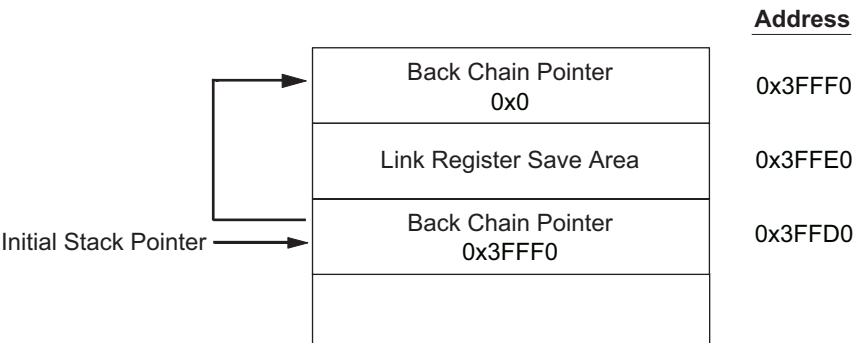 Address
Back Chain Pointer
0x0
0x3FFF0
Link Register Save Area
0x3FFE0
Back Chain Pointer
0x3FFF0
0x3FFD0
Initial Stack Pointer